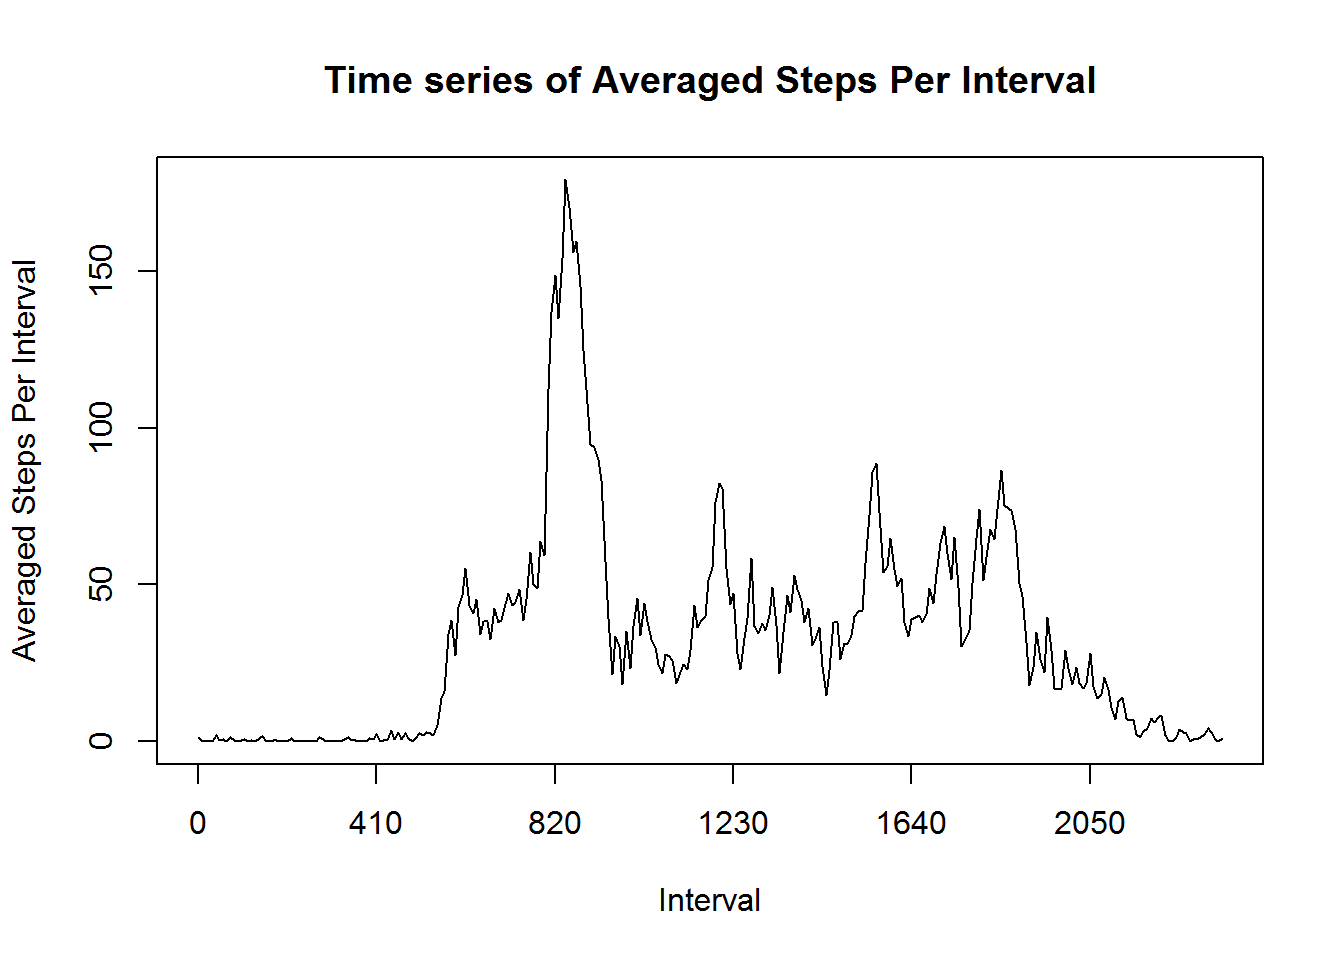 Time series of Averaged Steps Per Interval
Averaged Steps Per Interval
150
100
50
0
0 410 820 1230 1640 2050
Interval